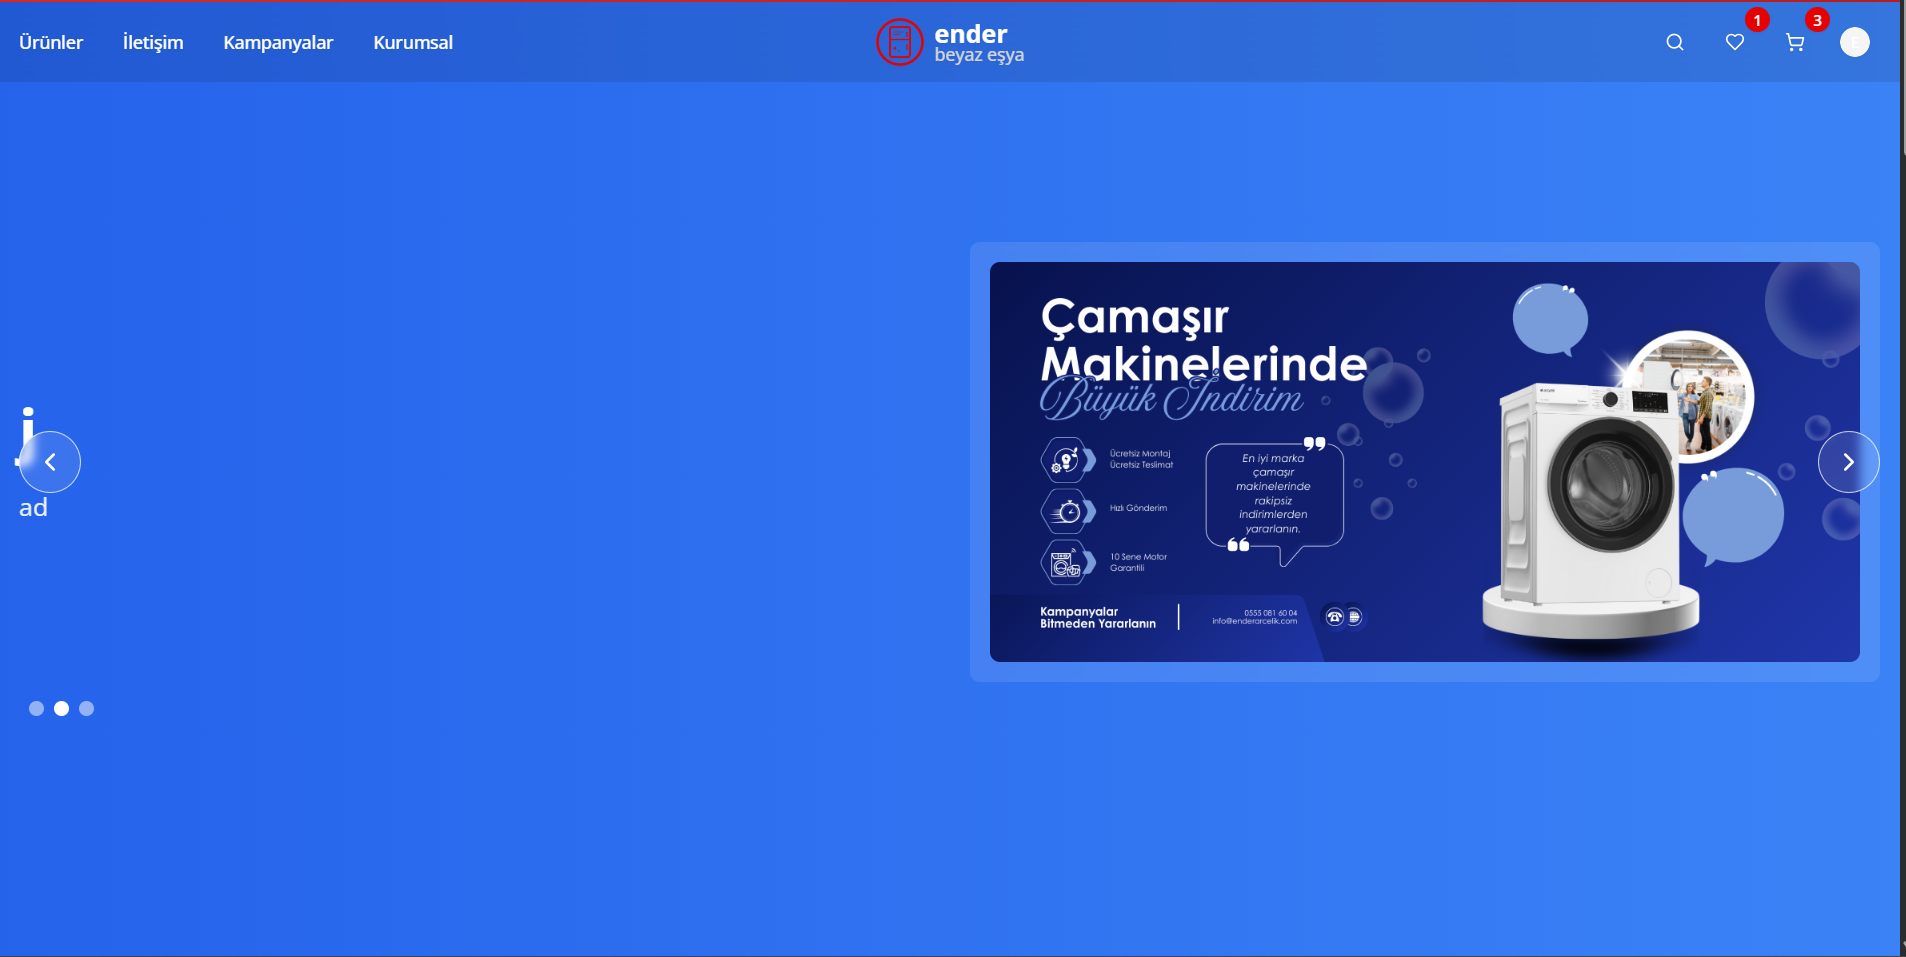 Ürünler İletişim Kampanyalar Kurumsal
ender
beyaz eşya
1
3
j
ad
Çamaşır
Makinelerinde
Büyük İndirim
Ücretsiz Montaj
Ücretsiz Teslimat
Hızlı Gönderim
10 Sene Motor
Garantili
En iyi marka
çamaşır
makinelerinde
rakipsiz
indirimlerden
yararlanın.
Kampanyalar
Bitmeden Yararlanın
0555 081 60 04
info@enderarcelik.com